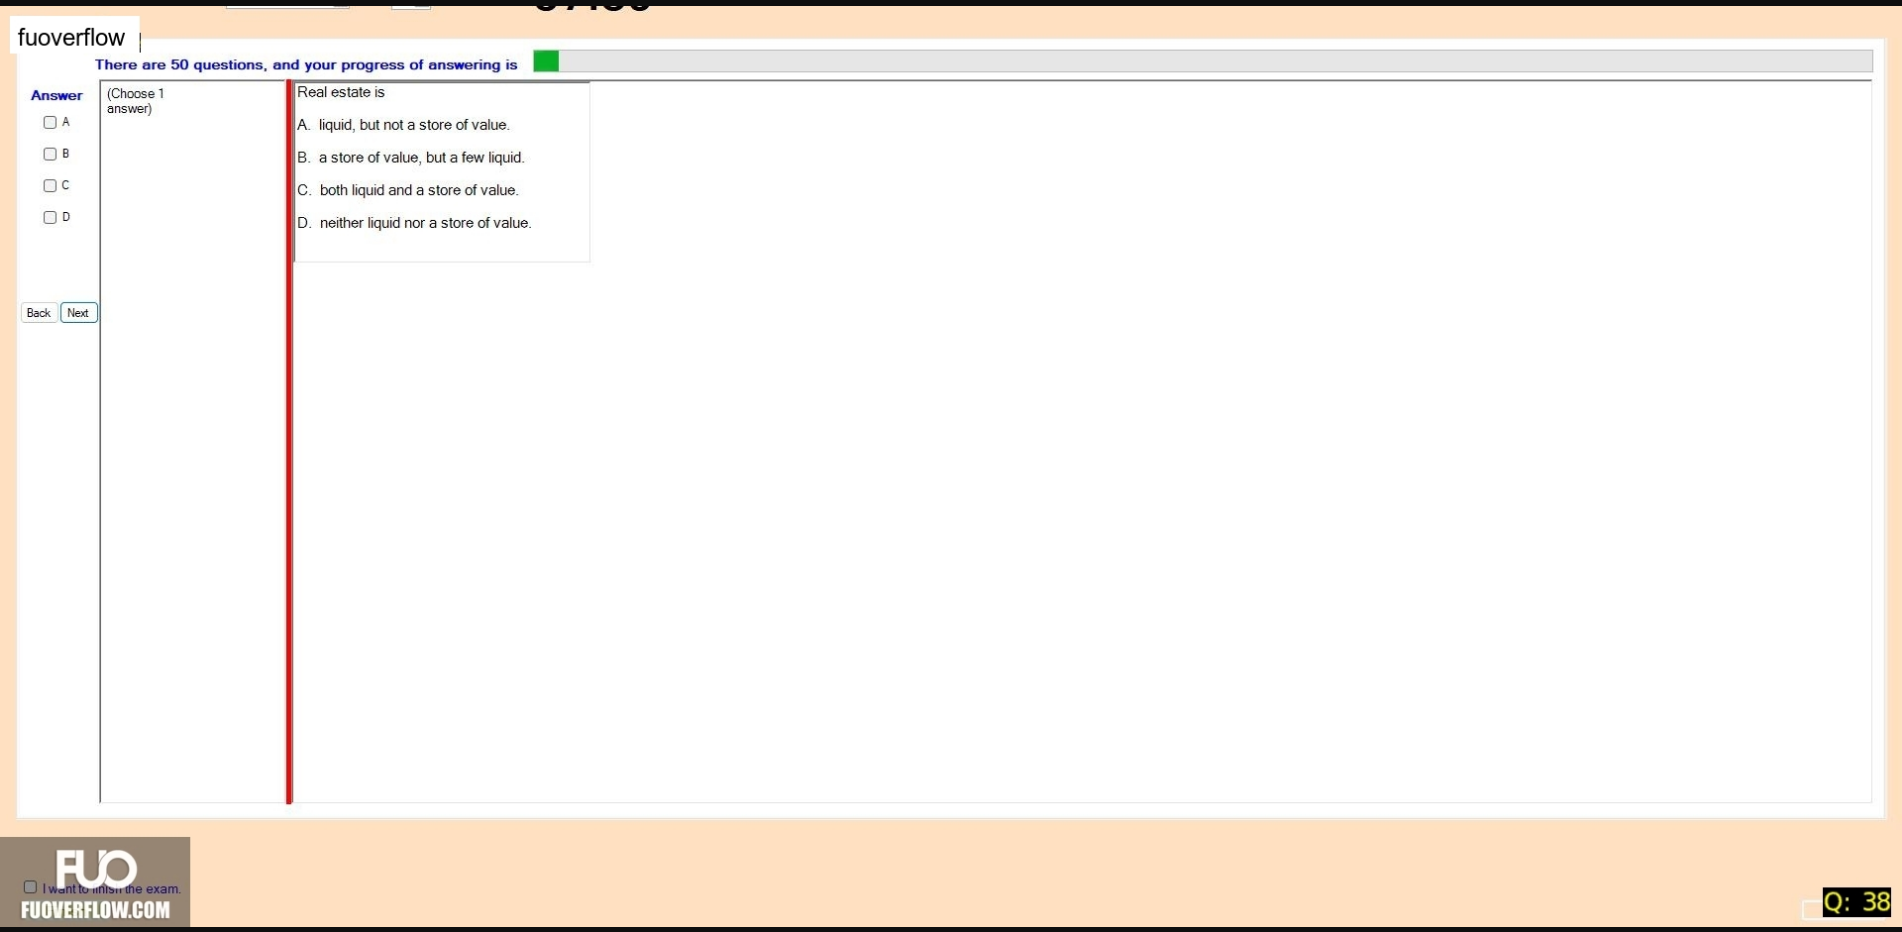 fuoverflow
There are 50 questions, and your progress of answering is
Answer
(Choose 1
answer)
A
B
C
D
Back
Next
Real estate is
A. liquid, but not a store of value.
B. a store of value, but a few liquid.
C. both liquid and a store of value.
D. neither liquid nor a store of value.
FUO
I want to finish the exam.
FUOVERFLOW.COM
Q: 38